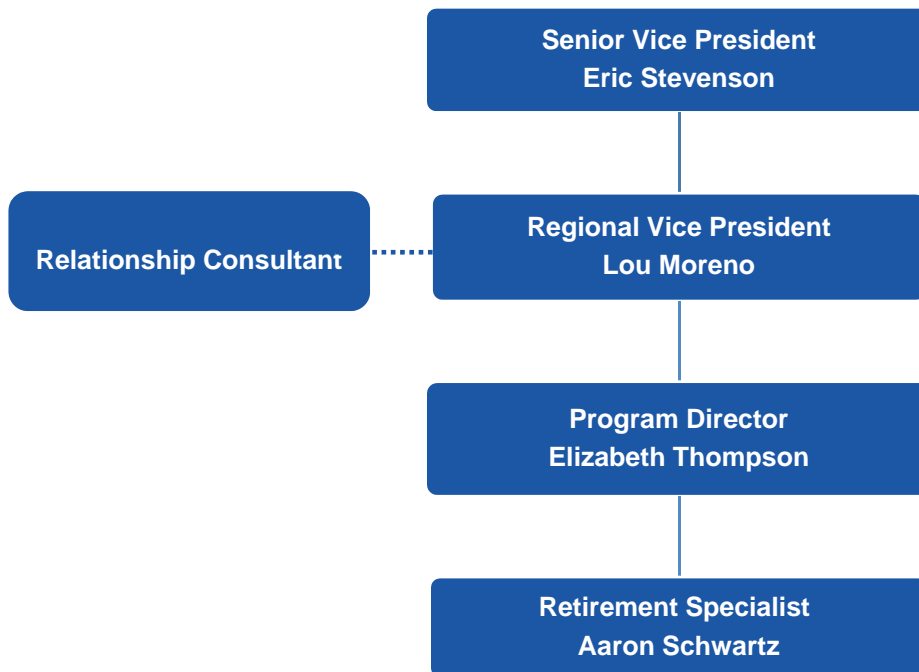 Senior Vice President
Eric Stevenson
Relationship Consultant
Regional Vice President
Lou Moreno
Program Director
Elizabeth Thompson
Retirement Specialist
Aaron Schwartz